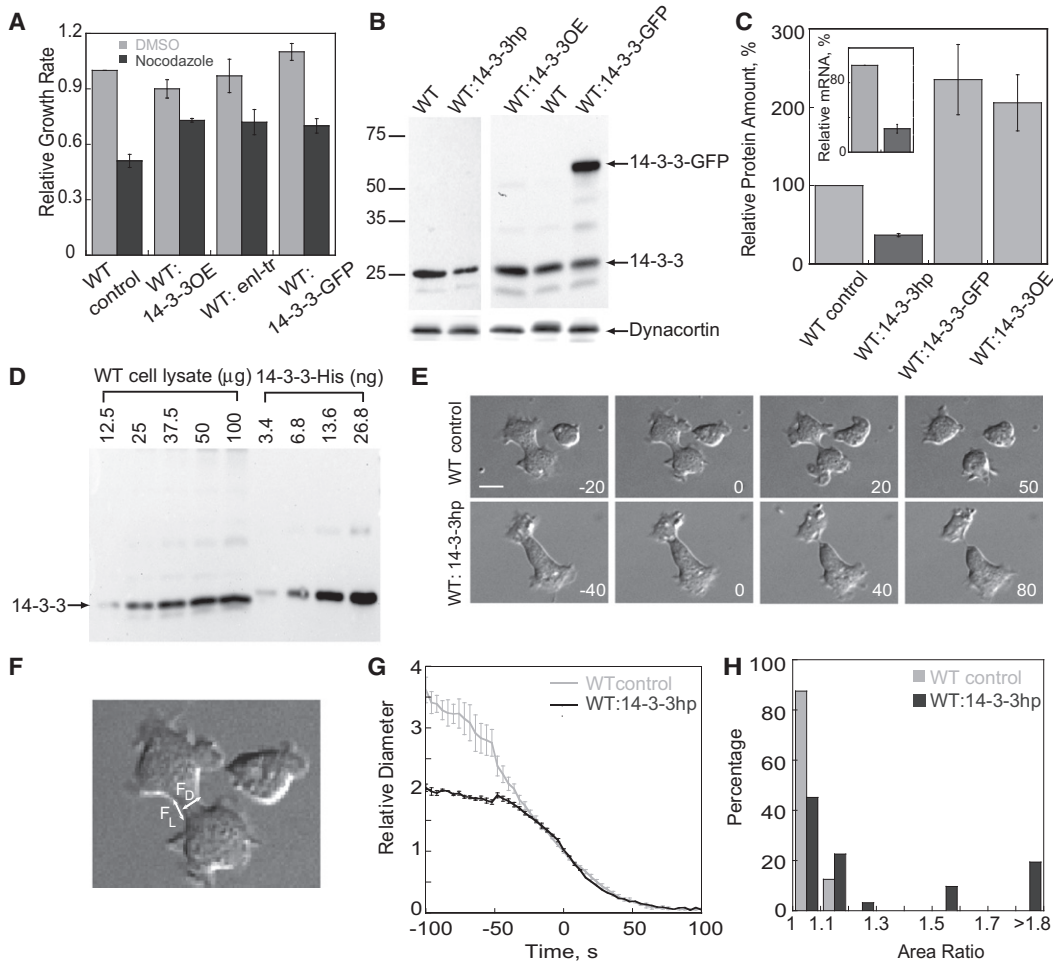 A
1.2
0.9
0.6
0.3
0
Relative Growth Rate
DMSO
Nocodazole
WT control
WT: 14-3-3OE
WT: enl-tr
WT: 14-3-3-GFP
B
WT
WT:14-3-3hp
WT:14-3-3OE
WT
WT:14-3-3-GFP
75
50
35
25
14-3-3-GFP
14-3-3
Dynacortin
C
300
200
100
0
Relative Protein Amount, %
Relative mRNA, %
80
0
WT control
WT:14-3-3hp
WT:14-3-3-GFP
WT:14-3-3OE
D
WT cell lysate (µg)
14-3-3-His (ng)
12.5
25
37.5
50
100
3.4
6.8
13.6
26.8
14-3-3
E
WT control
-20
0
20
50
WT: 14-3-3hp
-40
0
40
80
F
FD
FL
G
4
3
2
1
0
Relative Diameter
WTcontrol
WT:14-3-3hp
-100
-50
0
50
100
Time, s
H
100
80
60
40
20
0
Percentage
WT control
WT:14-3-3hp
1
1.1
1.3
1.5
1.7
>1.8
Area Ratio